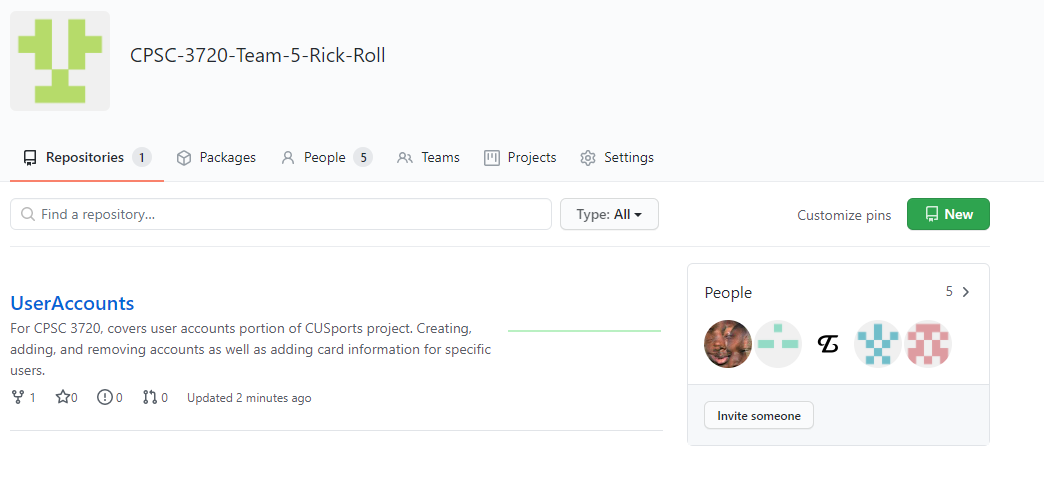 CPSC-3720-Team-5-Rick-Roll
Repositories 1 Packages People 5 Teams Projects Settings
Find a repository... Type: All Customize pins New
UserAccounts
For CPSC 3720, covers user accounts portion of CUSports project. Creating,
adding, and removing accounts as well as adding card information for specific
users.
1 0 0 0 Updated 2 minutes ago
People 5
Invite someone